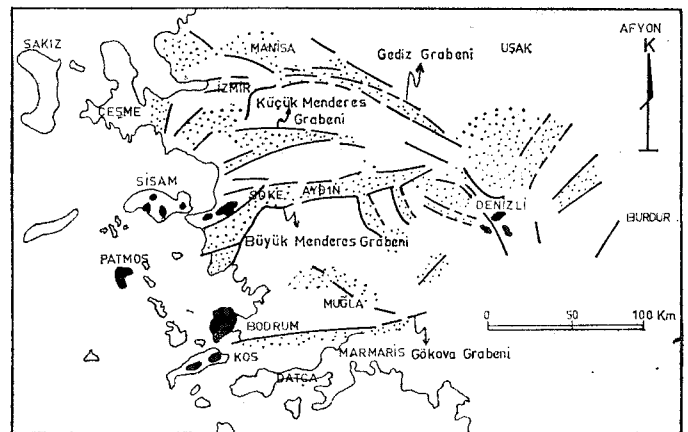 AFYON
K
SAKIZ
MANİSA
Gediz Grabeni
UŞAK
İZMİR
ÇEŞME
Küçük Menderes
Grabeni
SİSAM
SÖKE
AYDIN
DENİZLİ
BURDUR
Büyük Menderes Grabeni
PATMOS
MUĞLA
0 50 100 Km
BODRUM
KOS
MARMARİS
Gökova Grabeni
DATÇA